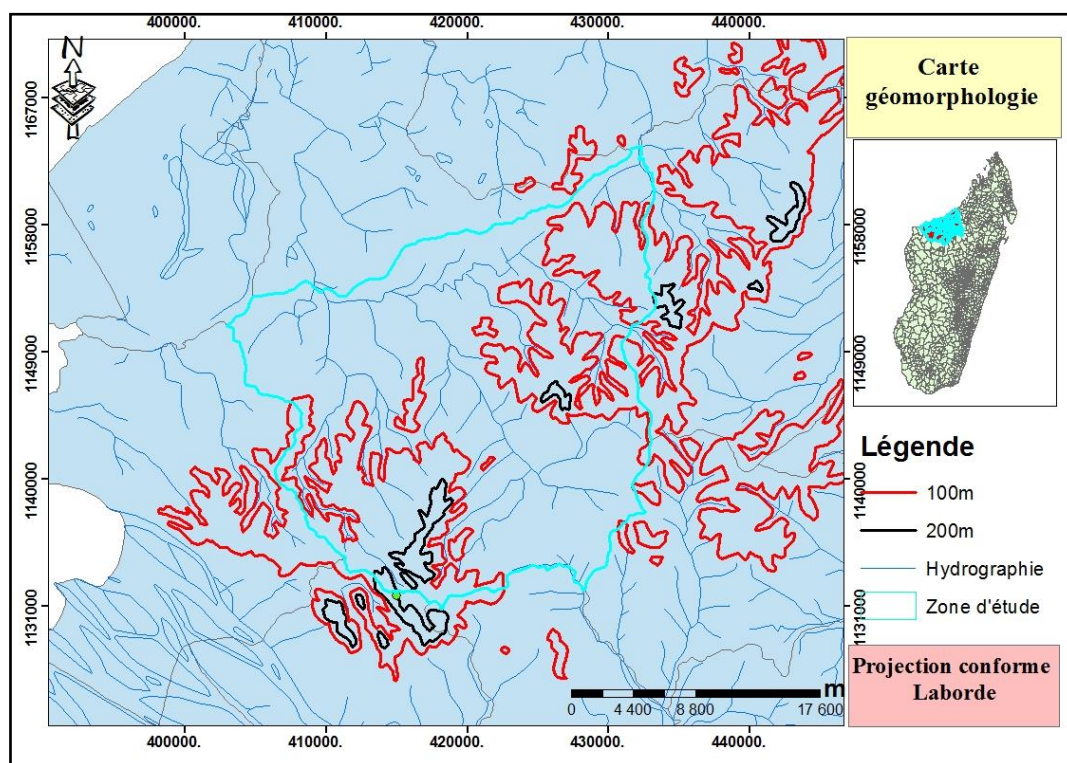 400000.
410000.
420000.
430000.
440000.
N
1167000
1158000
1149000
1140000
1131000
1167000
1158000
1149000
1140000
1131000
m
0
4 400
8 800
17 600
400000.
410000.
420000.
430000.
440000.
Carte
géomorphologie
Légende
100m
200m
Hydrographie
Zone d'étude
Projection conforme
Laborde